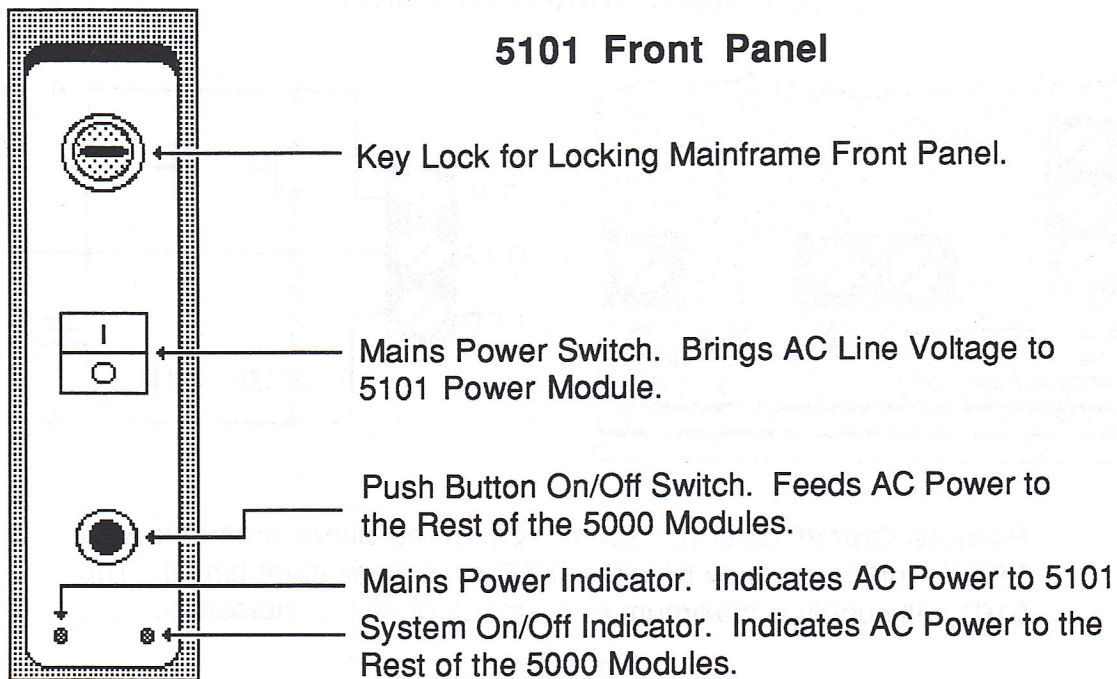 5101 Front Panel
Key Lock for Locking Mainframe Front Panel.
I
O
Mains Power Switch. Brings AC Line Voltage to
5101 Power Module.
Push Button On/Off Switch. Feeds AC Power to
the Rest of the 5000 Modules.
Mains Power Indicator. Indicates AC Power to 5101
System On/Off Indicator. Indicates AC Power to the
Rest of the 5000 Modules.